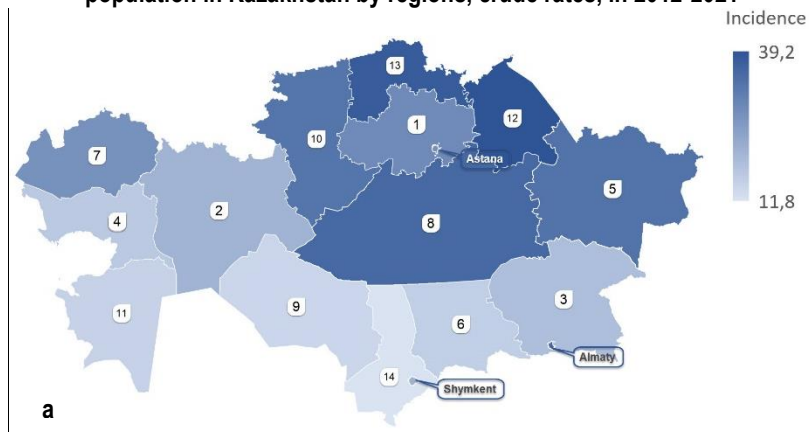 population in Kazakhstan by regions, crude rates, in 2012-2021
Incidence
39,2
13
12
1
10
Astana
7
5
11,8
2
4
8
3
9
11
6
Almaty
14
Shymkent
a